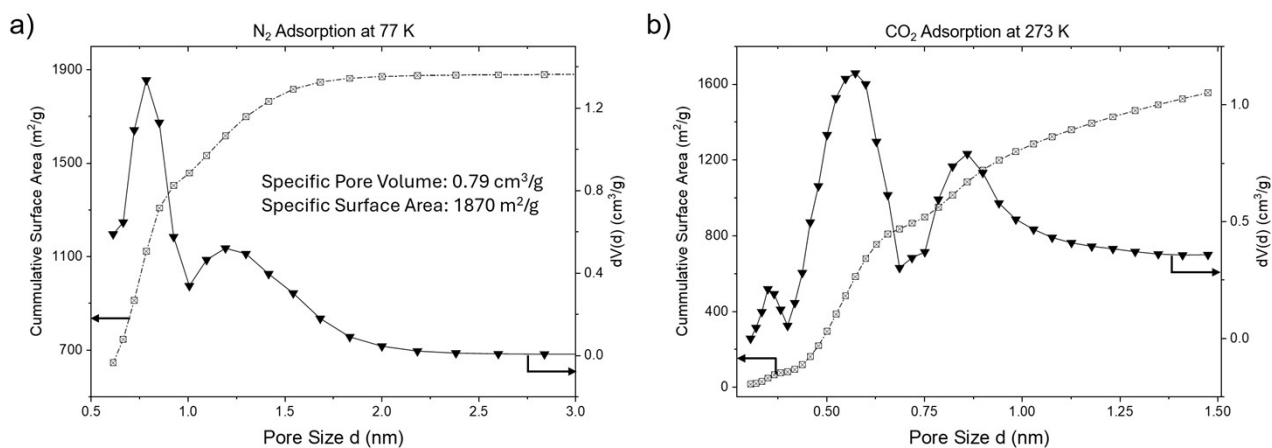 a)
N₂ Adsorption at 77 K
Cummulative Surface Area (m²/g)
1900
1500
1100
700
Specific Pore Volume: 0.79 cm³/g
Specific Surface Area: 1870 m²/g
1.2
0.8
0.4
0.0
dV(d) (cm³/g)
0.5 1.0 1.5 2.0 2.5 3.0
Pore Size d (nm)
b)
CO₂ Adsorption at 273 K
Cummulative Surface Area (m²/g)
1600
1200
800
400
0
1.0
0.5
0.0
dV(d) (cm³/g)
0.50 0.75 1.00 1.25 1.50
Pore Size d (nm)